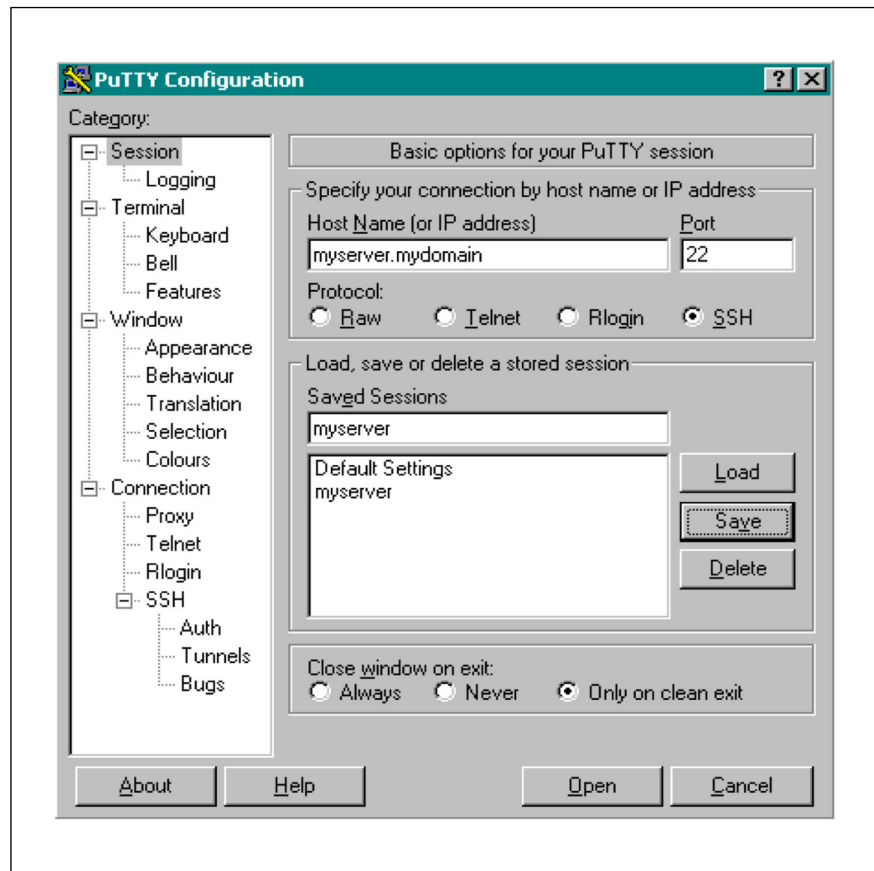 PuTTY Configuration
Category:
Session
Logging
Terminal
Keyboard
Bell
Features
Window
Appearance
Behaviour
Translation
Selection
Colours
Connection
Proxy
Telnet
Rlogin
SSH
Auth
Tunnels
Bugs
Basic options for your PuTTY session
Specify your connection by host name or IP address
Host Name (or IP address) Port
myserver.mydomain 22
Protocol:
Raw Telnet Rlogin SSH
Load, save or delete a stored session
Saved Sessions
myserver
Default Settings
myserver
Load
Save
Delete
Close window on exit:
Always Never Only on clean exit
About Help Open Cancel